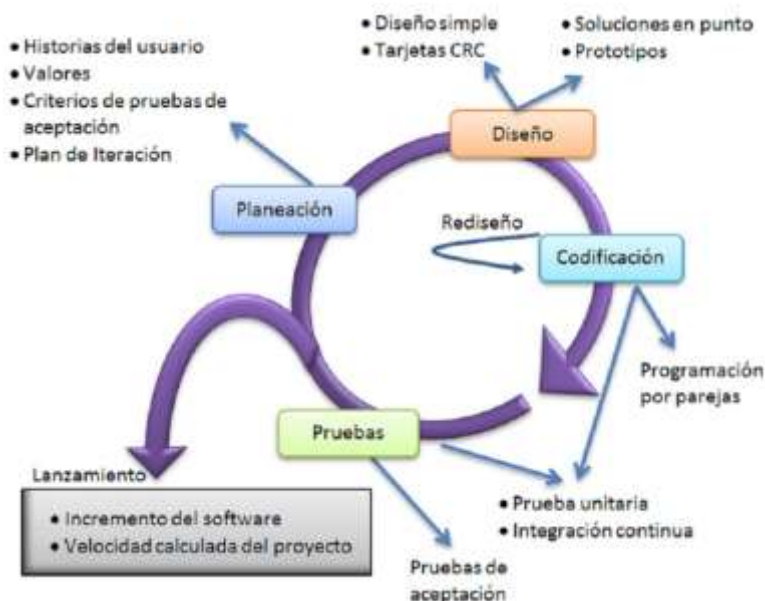 • Historias del usuario
• Valores
• Criterios de pruebas de
aceptación
• Plan de Iteración
• Diseño simple
• Tarjetas CRC
• Soluciones en punto
• Prototipos
Diseño
Planeación
Rediseño
Codificación
Programación
por parejas
Pruebas
Lanzamiento
• Incremento del software
• Velocidad calculada del proyecto
• Prueba unitaria
• Integración continua
Pruebas de
aceptación